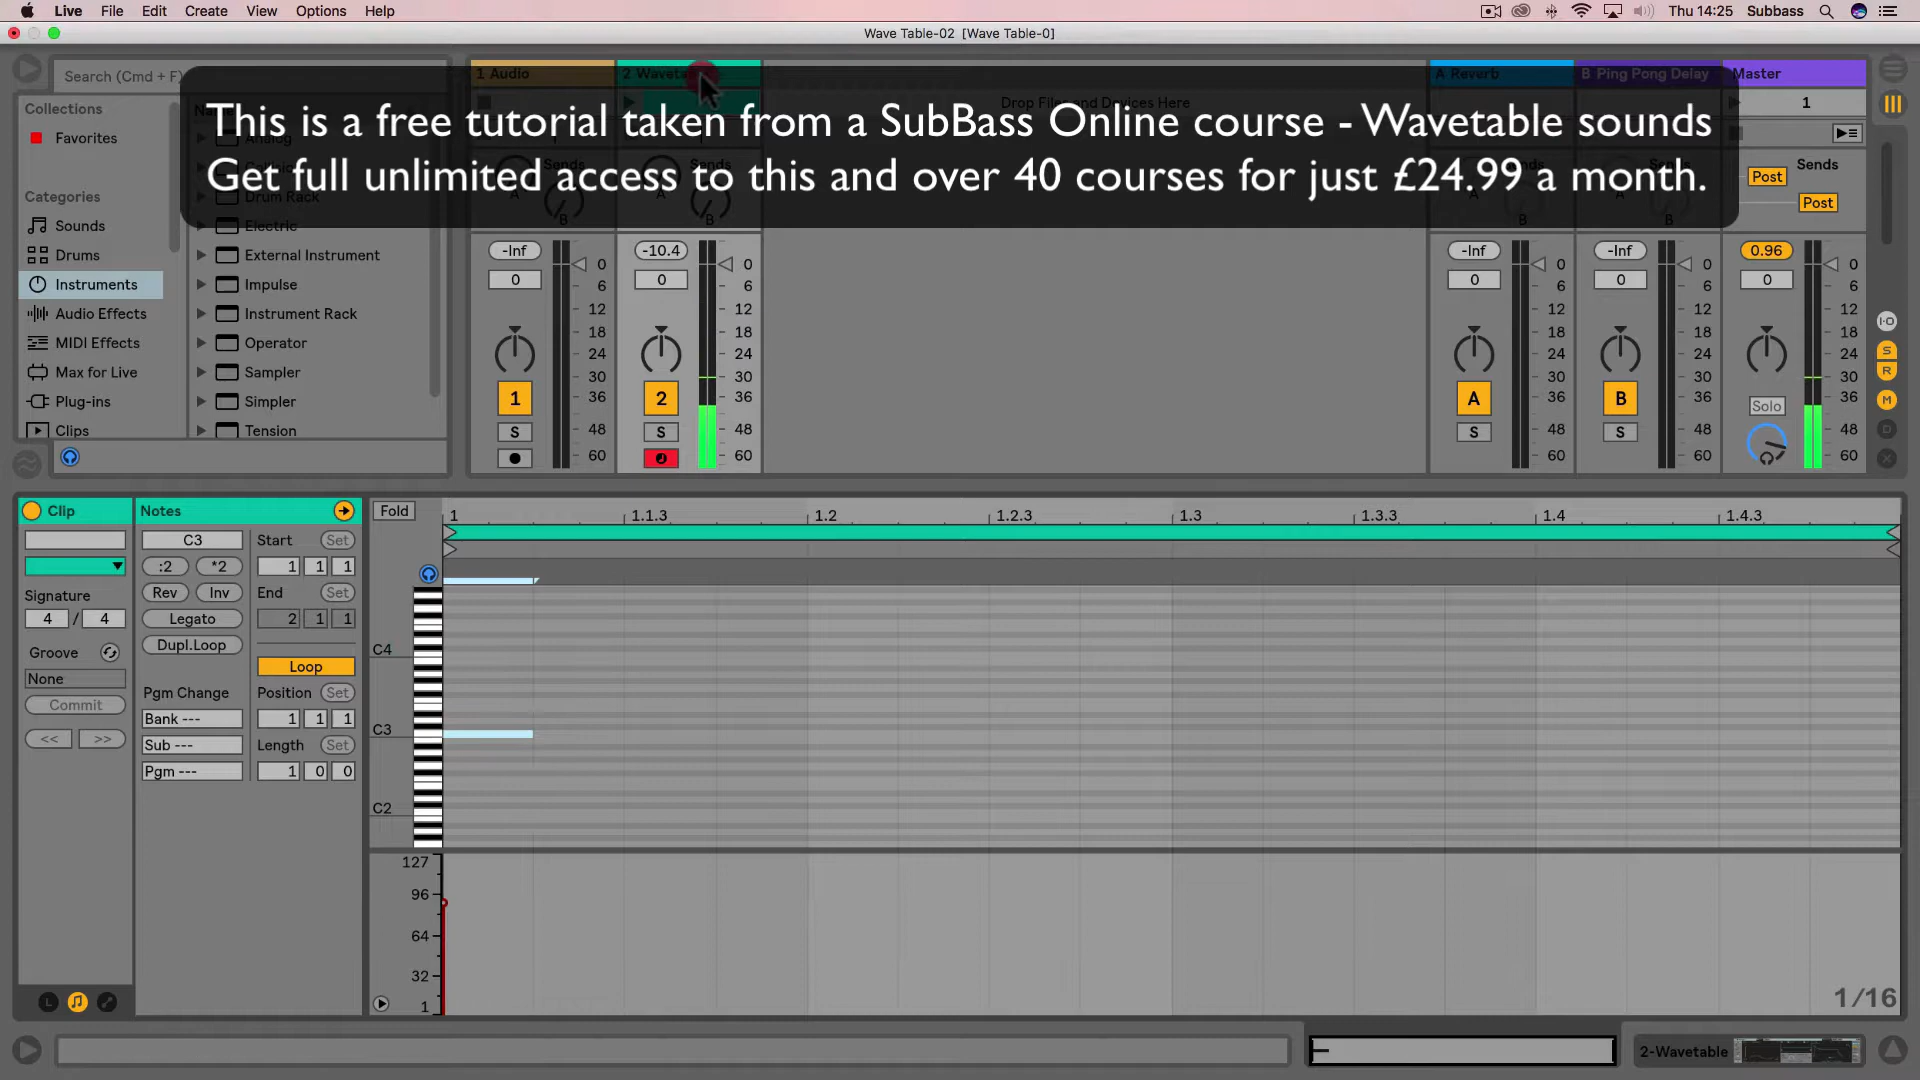 Live File Edit Create View Options Help
Thu 14:25 Subbass
Wave Table-02 [Wave Table-0]
Search (Cmd + F)
1 Audio
A Reverb
B Ping Pong Delay
Master
This is a free tutorial taken from a SubBass Online course - Wavetable sounds
Get full unlimited access to this and over 40 courses for just £24.99 a month.
Drop Files and Devices Here
1
Collections
Favorites
Categories
Sounds
Drums
Instruments
Audio Effects
MIDI Effects
Max for Live
Plug-ins
Clips
Analog
Drum Rack
Electric
External Instrument
Impulse
Instrument Rack
Operator
Sampler
Simpler
Tension
Sends
A
B
Sends
A
B
Sends
Post
Post
-Inf
0
0 6 12 18 24 30 36 48 60
1
S
-10.4
0
0 6 12 18 24 30 36 48 60
2
S
-Inf
0
0 6 12 18 24 30 36 48 60
A
S
-Inf
0
0 6 12 18 24 30 36 48 60
B
S
0.96
0
0 6 12 18 24 30 36 48 60
Solo
I·O
S
R
M
D
X
Clip
Signature
4 / 4
Groove
None
Commit
<< >>
Notes
C3
:2 *2
Rev Inv
Legato
Dupl.Loop
Pgm Change
Bank ---
Sub ---
Pgm ---
Start Set
1 1 1
End Set
2 1 1
Loop
Position Set
1 1 1
Length Set
1 0 0
Fold
1 1.1.3 1.2 1.2.3 1.3 1.3.3 1.4 1.4.3
C4
C3
C2
127
96
64
32
1
1/16
L
2-Wavetable